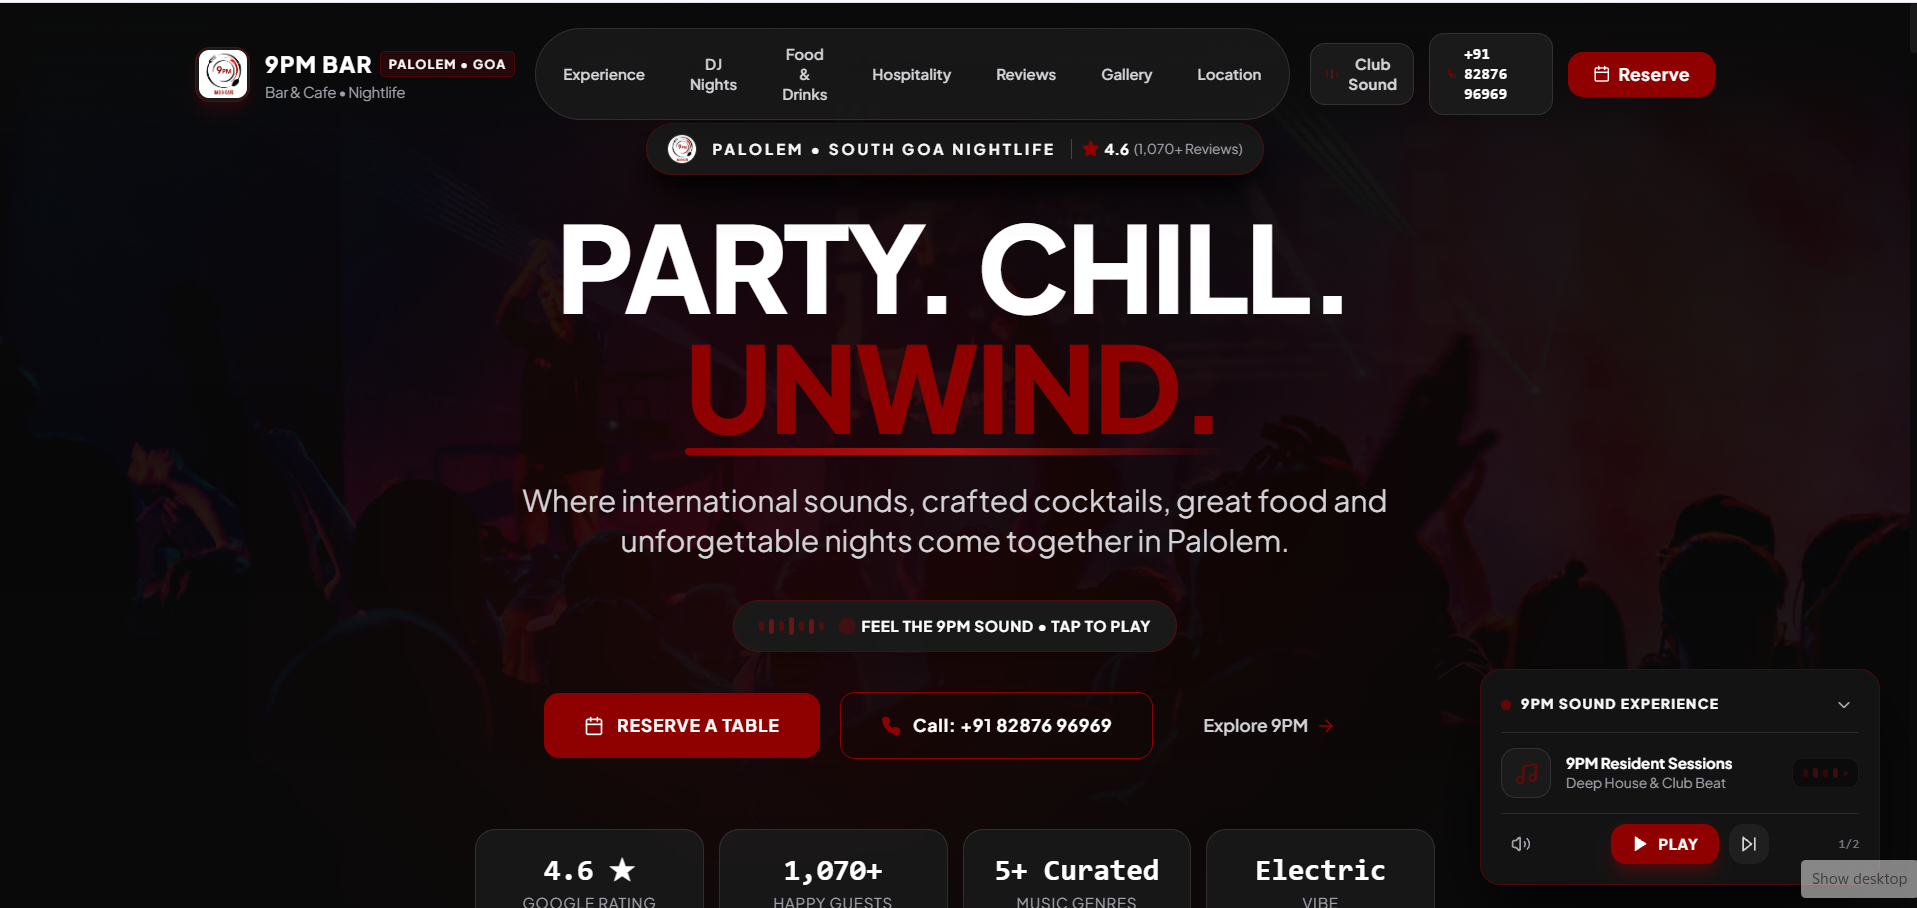 9PM BAR
PALOLEM • GOA
Bar & Cafe • Nightlife
Experience
DJ
Nights
Food
&
Drinks
Hospitality
Reviews
Gallery
Location
Club
Sound
+91
82876
96969
Reserve
9PM
PALOLEM • SOUTH GOA NIGHTLIFE
★ 4.6 (1,070+ Reviews)
PARTY. CHILL.
UNWIND.
Where international sounds, crafted cocktails, great food and
unforgettable nights come together in Palolem.
FEEL THE 9PM SOUND • TAP TO PLAY
RESERVE A TABLE
Call: +91 82876 96969
Explore 9PM →
9PM SOUND EXPERIENCE
9PM Resident Sessions
Deep House & Club Beat
PLAY
1/2
Show desktop
4.6 ★
GOOGLE RATING
1,070+
HAPPY GUESTS
5+ Curated
MUSIC GENRES
Electric
VIBE